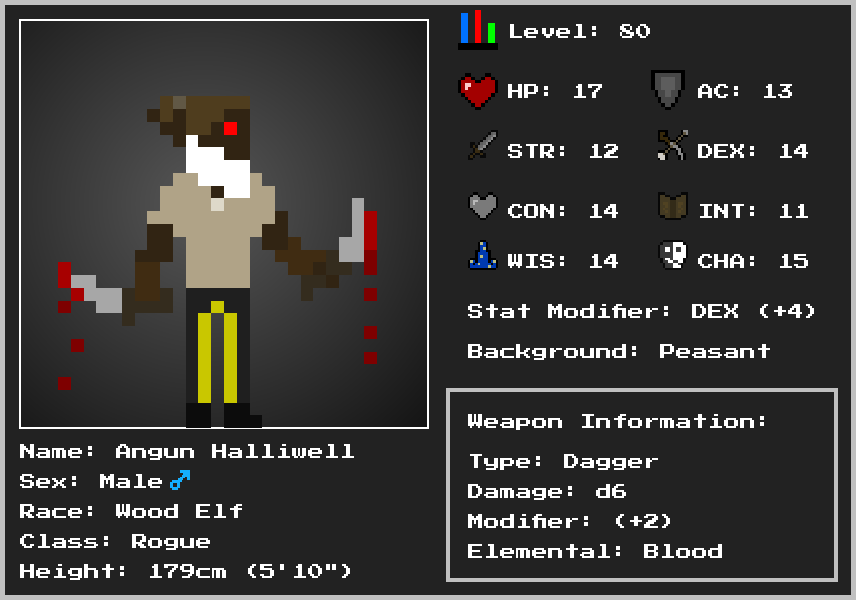 Level: 80
HP: 17
AC: 13
STR: 12
DEX: 14
CON: 14
INT: 11
WIS: 14
CHA: 15
Stat Modifier: DEX (+4)
Background: Peasant
Weapon Information:
Type: Dagger
Damage: d6
Modifier: (+2)
Elemental: Blood
Name: Angun Halliwell
Sex: Male♂
Race: Wood Elf
Class: Rogue
Height: 179cm (5'10")